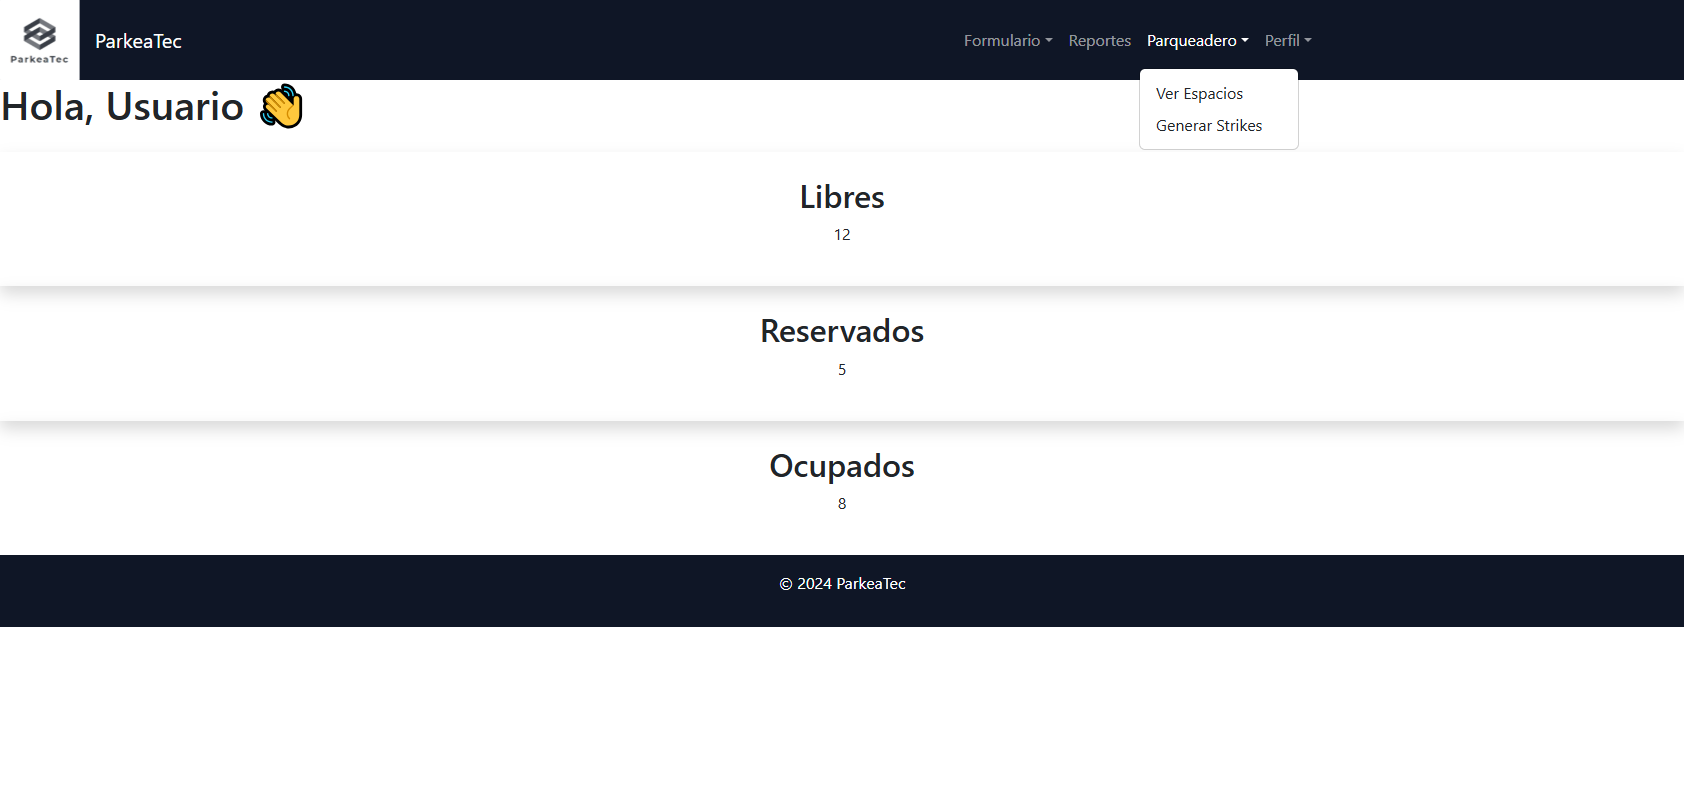 ParkeaTec
ParkeaTec
Formulario Reportes Parqueadero Perfil
Ver Espacios
Generar Strikes
Hola, Usuario 👋
Libres
12
Reservados
5
Ocupados
8
© 2024 ParkeaTec